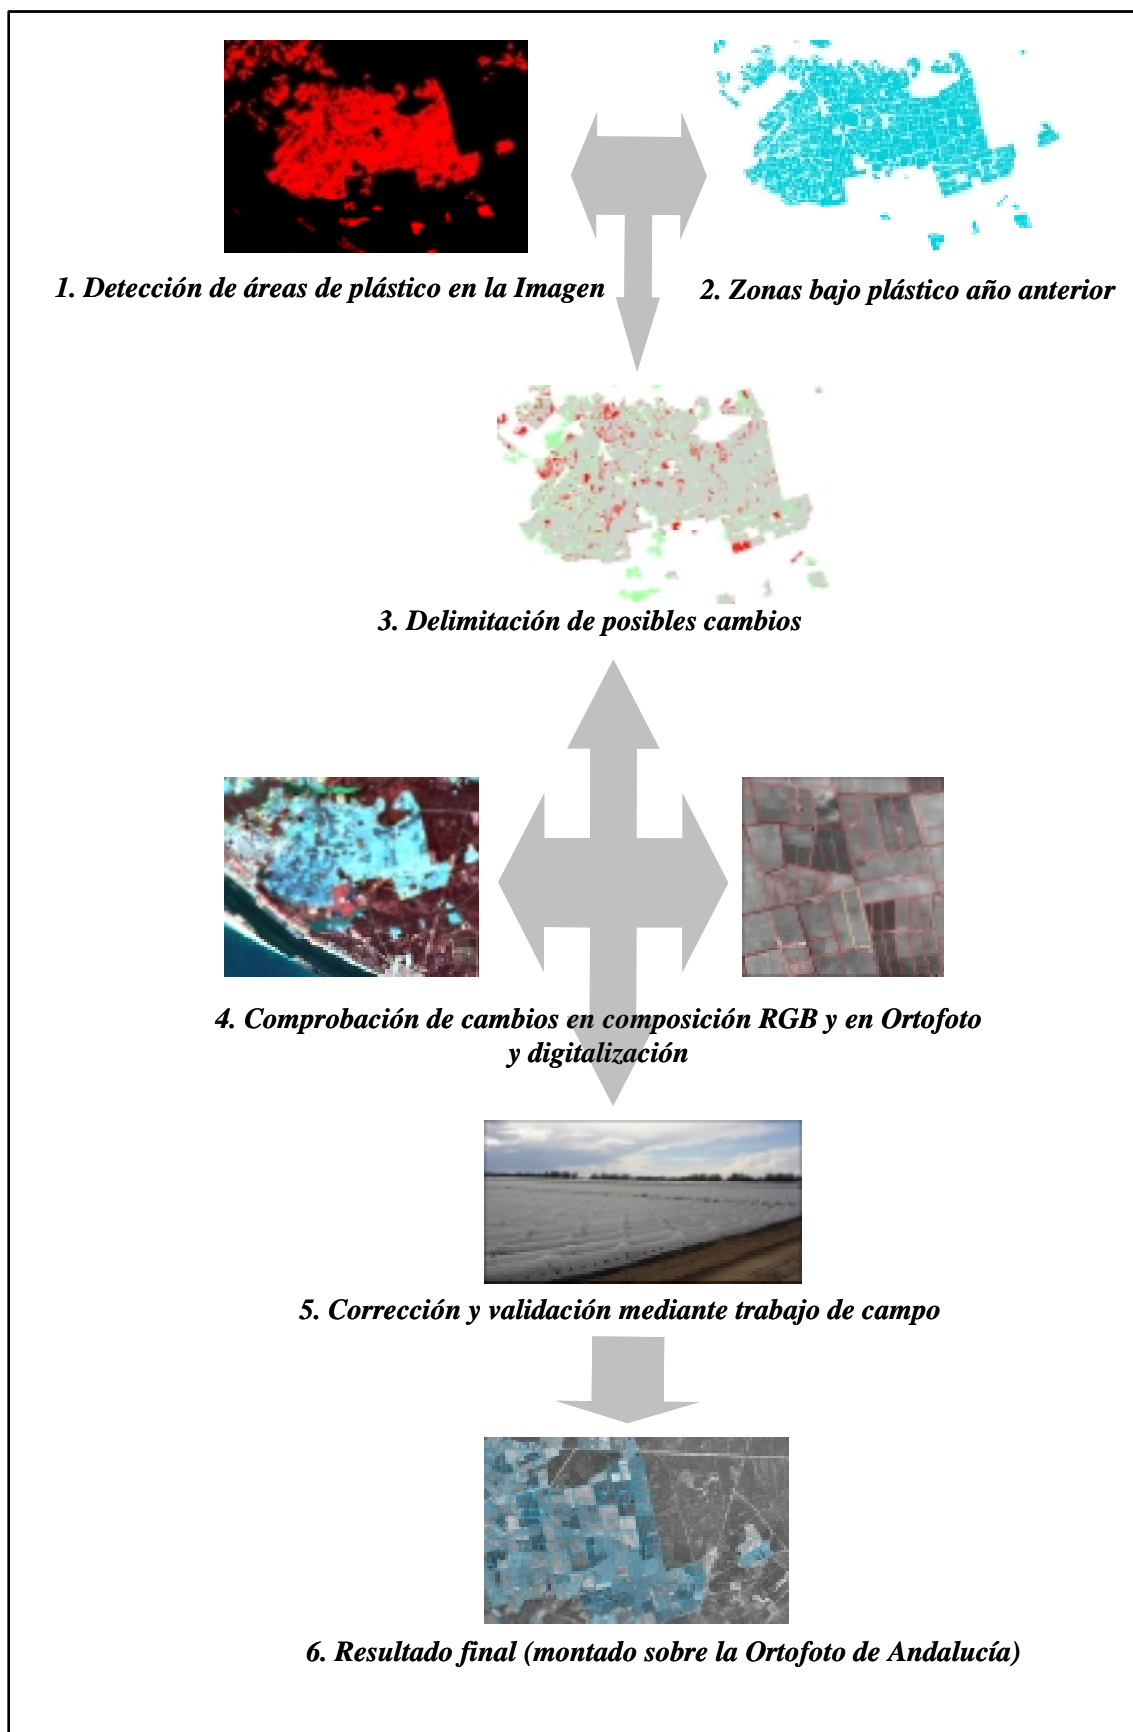 1. Detección de áreas de plástico en la Imagen
2. Zonas bajo plástico año anterior
3. Delimitación de posibles cambios
4. Comprobación de cambios en composición RGB y en Ortofoto
y digitalización
5. Corrección y validación mediante trabajo de campo
6. Resultado final (montado sobre la Ortofoto de Andalucía)